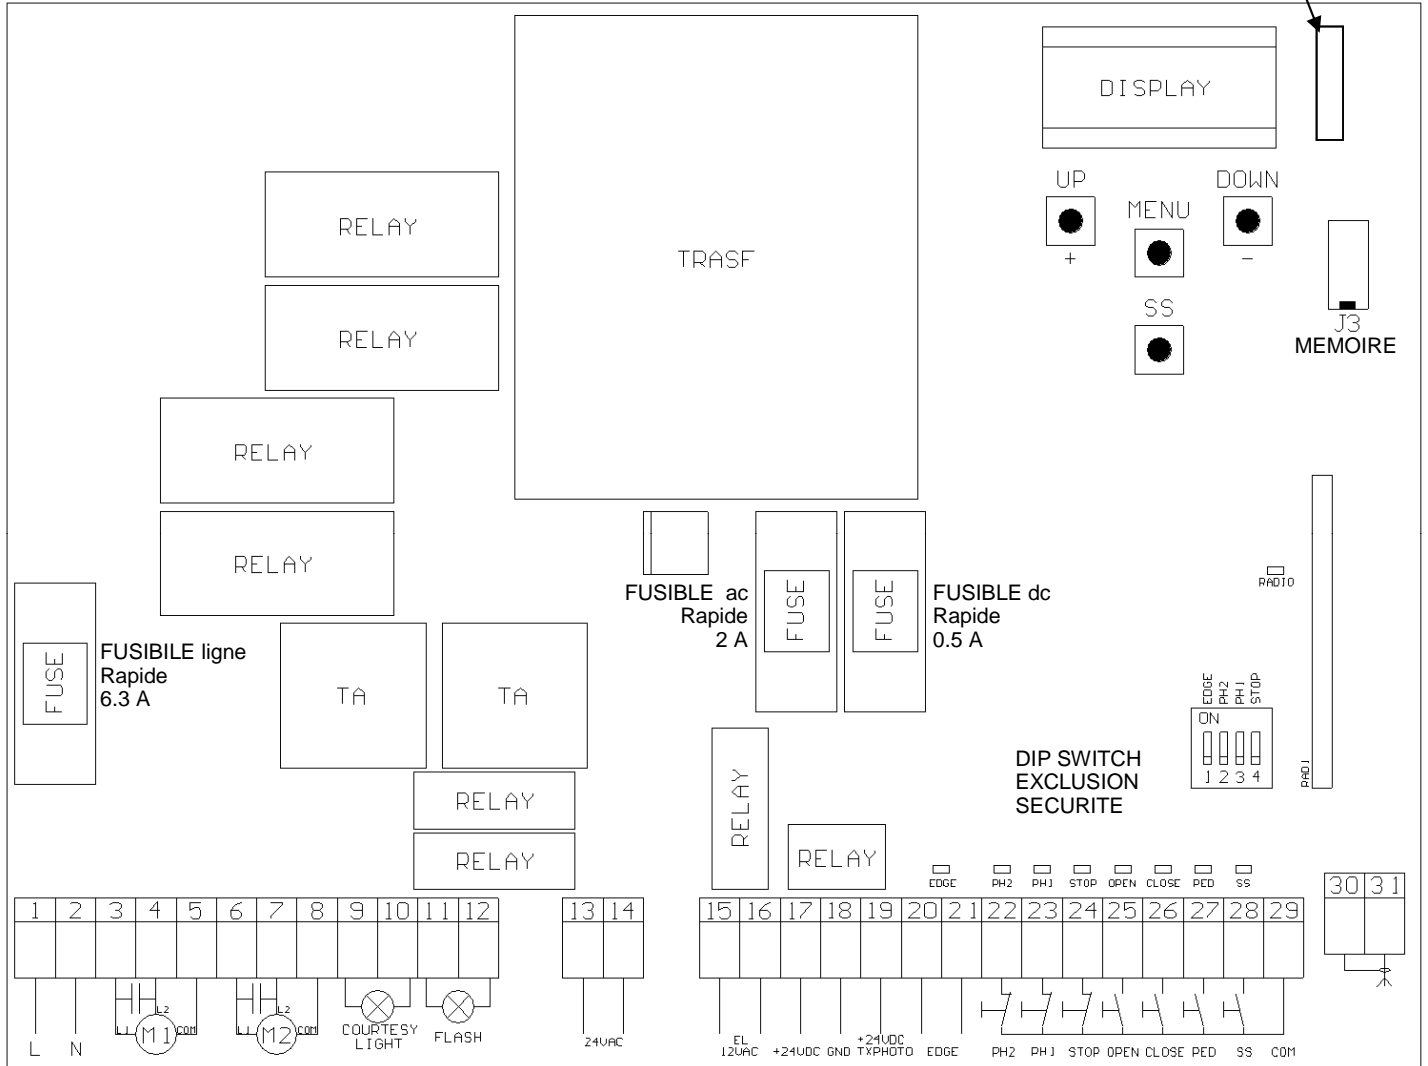 DISPLAY
UP
DOWN
MENU
+
-
SS
J3
MEMOIRE
TRASF
RELAY
RELAY
RELAY
RELAY
FUSE
FUSIBILE ligne
Rapide
6.3 A
TA
TA
FUSIBLE ac
Rapide
2 A
FUSE
FUSE
FUSIBLE dc
Rapide
0.5 A
RADIO
EDGE
PH2
PH1
STOP
ON
1 2 3 4
RAD1
DIP SWITCH
EXCLUSION
SECURITE
RELAY
RELAY
RELAY
RELAY
EDGE PH2 PH1 STOP OPEN CLOSE PED SS
1 2 3 4 5 6 7 8 9 10 11 12
13 14
15 16 17 18 19 20 21 22 23 24 25 26 27 28 29
30 31
L N
L1 L2 M1 COM
L1 L2 M2 COM
COURTESY
LIGHT
FLASH
24VAC
EL
12VAC
+24VDC
GND
+24VDC
TXPHOTO
EDGE
PH2 PH1 STOP OPEN CLOSE PED SS COM